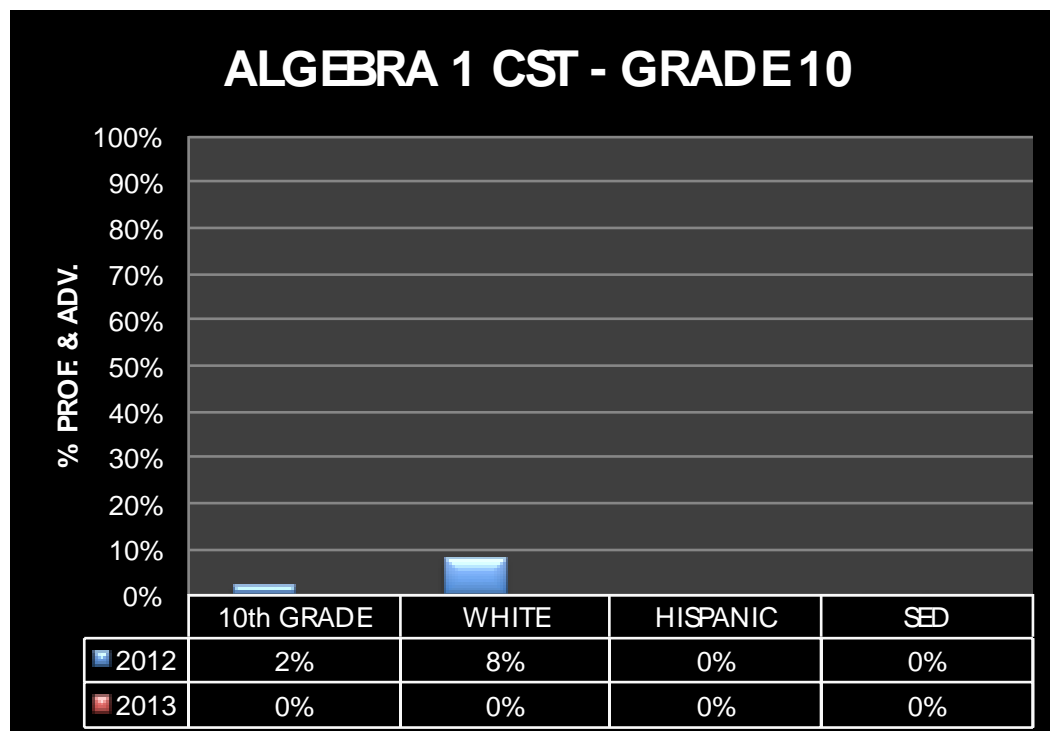 ALGEBRA 1 CST - GRADE 10
% PROF. & ADV.
100%
90%
80%
70%
60%
50%
40%
30%
20%
10%
0%
10th GRADE WHITE HISPANIC SED
2012 2% 8% 0% 0%
2013 0% 0% 0% 0%